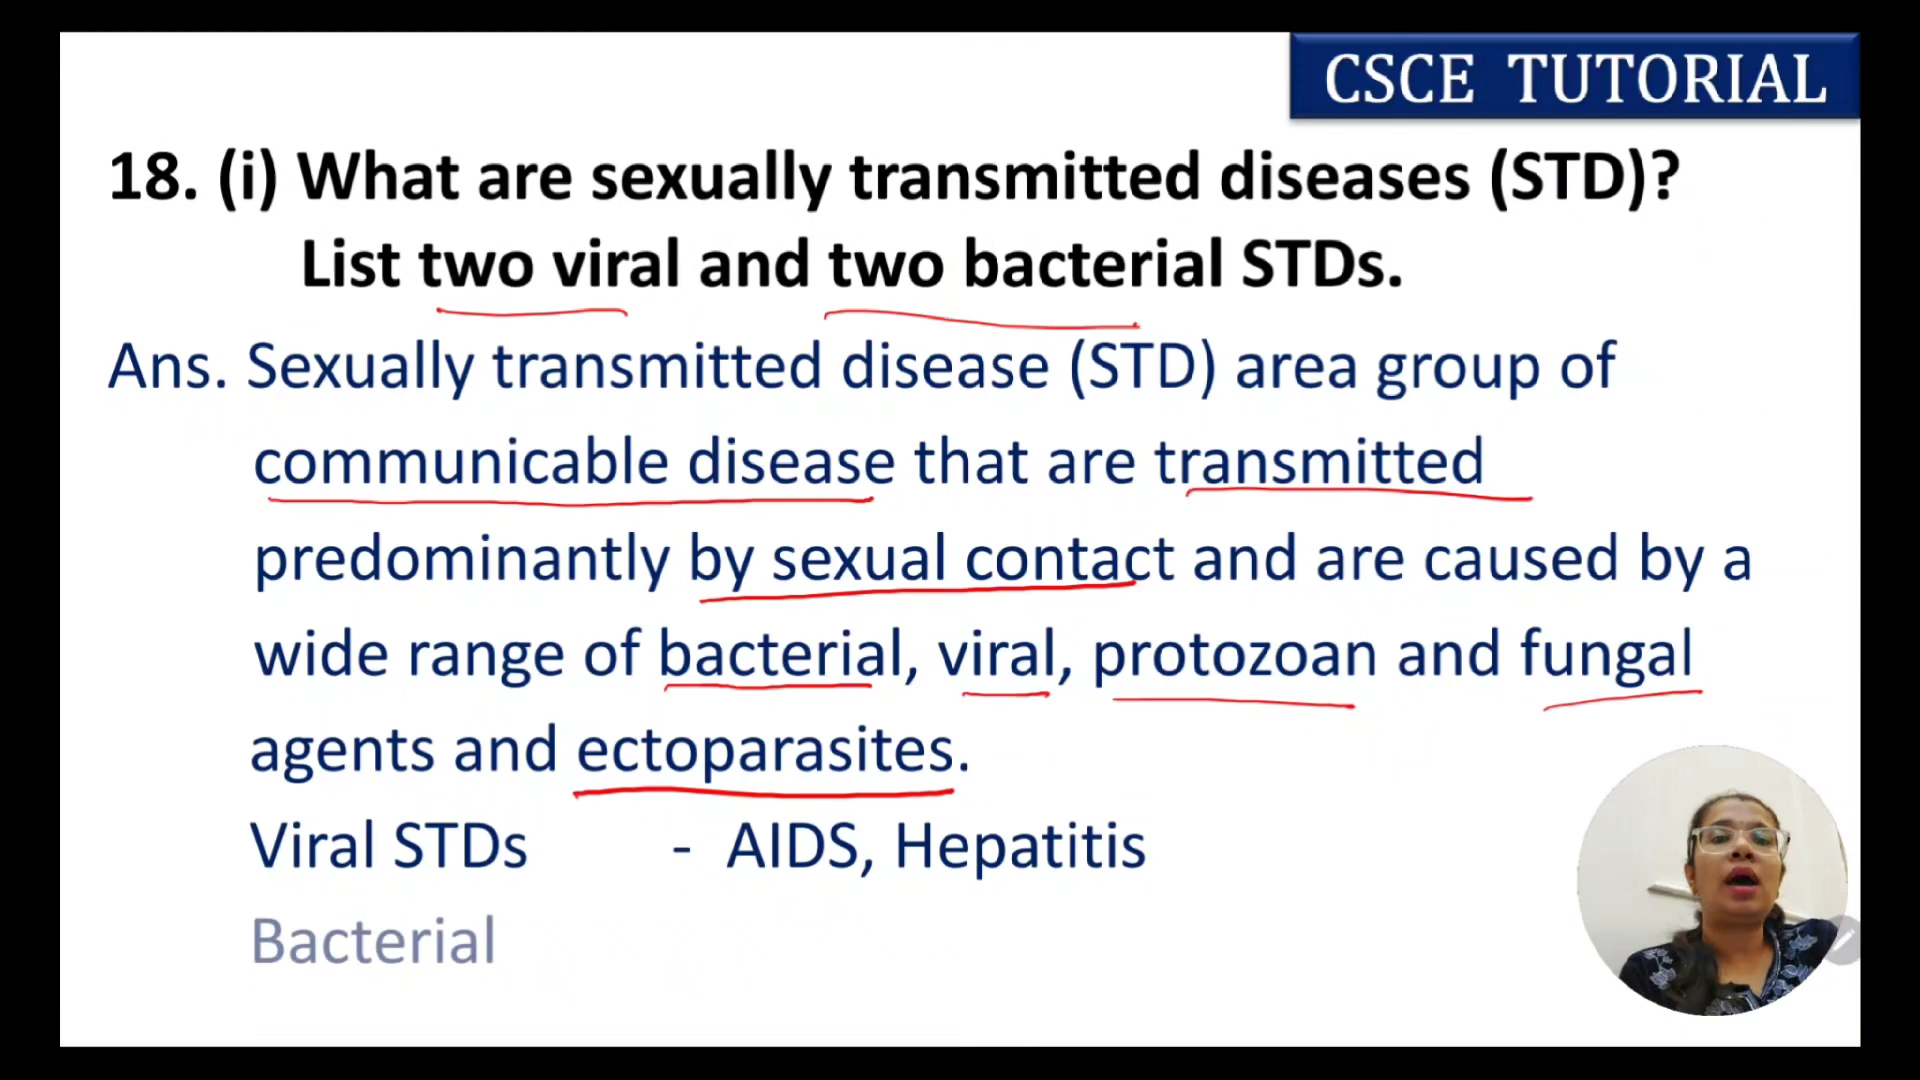 CSCE TUTORIAL
18. (i) What are sexually transmitted diseases (STD)?
List two viral and two bacterial STDs.
Ans. Sexually transmitted disease (STD) area group of
communicable disease that are transmitted
predominantly by sexual contact and are caused by a
wide range of bacterial, viral, protozoan and fungal
agents and ectoparasites.
Viral STDs - AIDS, Hepatitis
Bacterial